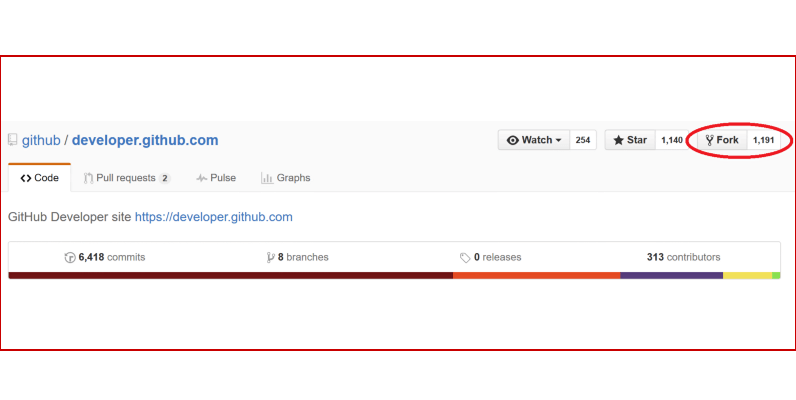 github / developer.github.com Watch 254 Star 1,140 Fork 1,191
Code Pull requests 2 Pulse Graphs
GitHub Developer site https://developer.github.com
6,418 commits 8 branches 0 releases 313 contributors